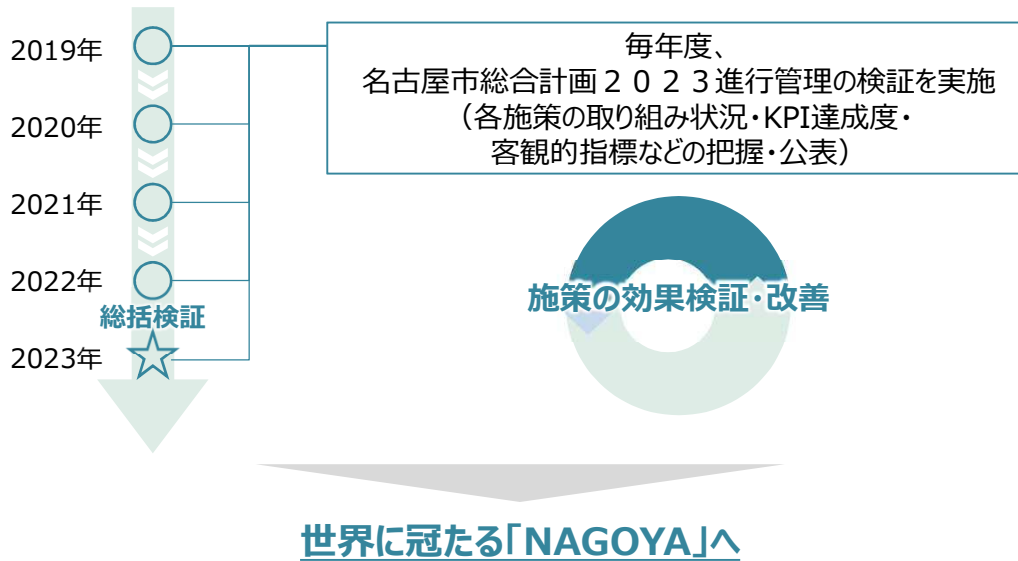 2019年
2020年
2021年
2022年
総括検証
2023年
毎年度、
名古屋市総合計画２０２３進行管理の検証を実施
（各施策の取り組み状況・KPI達成度・
客観的指標などの把握・公表）
施策の効果検証・改善
世界に冠たる「NAGOYA」へ